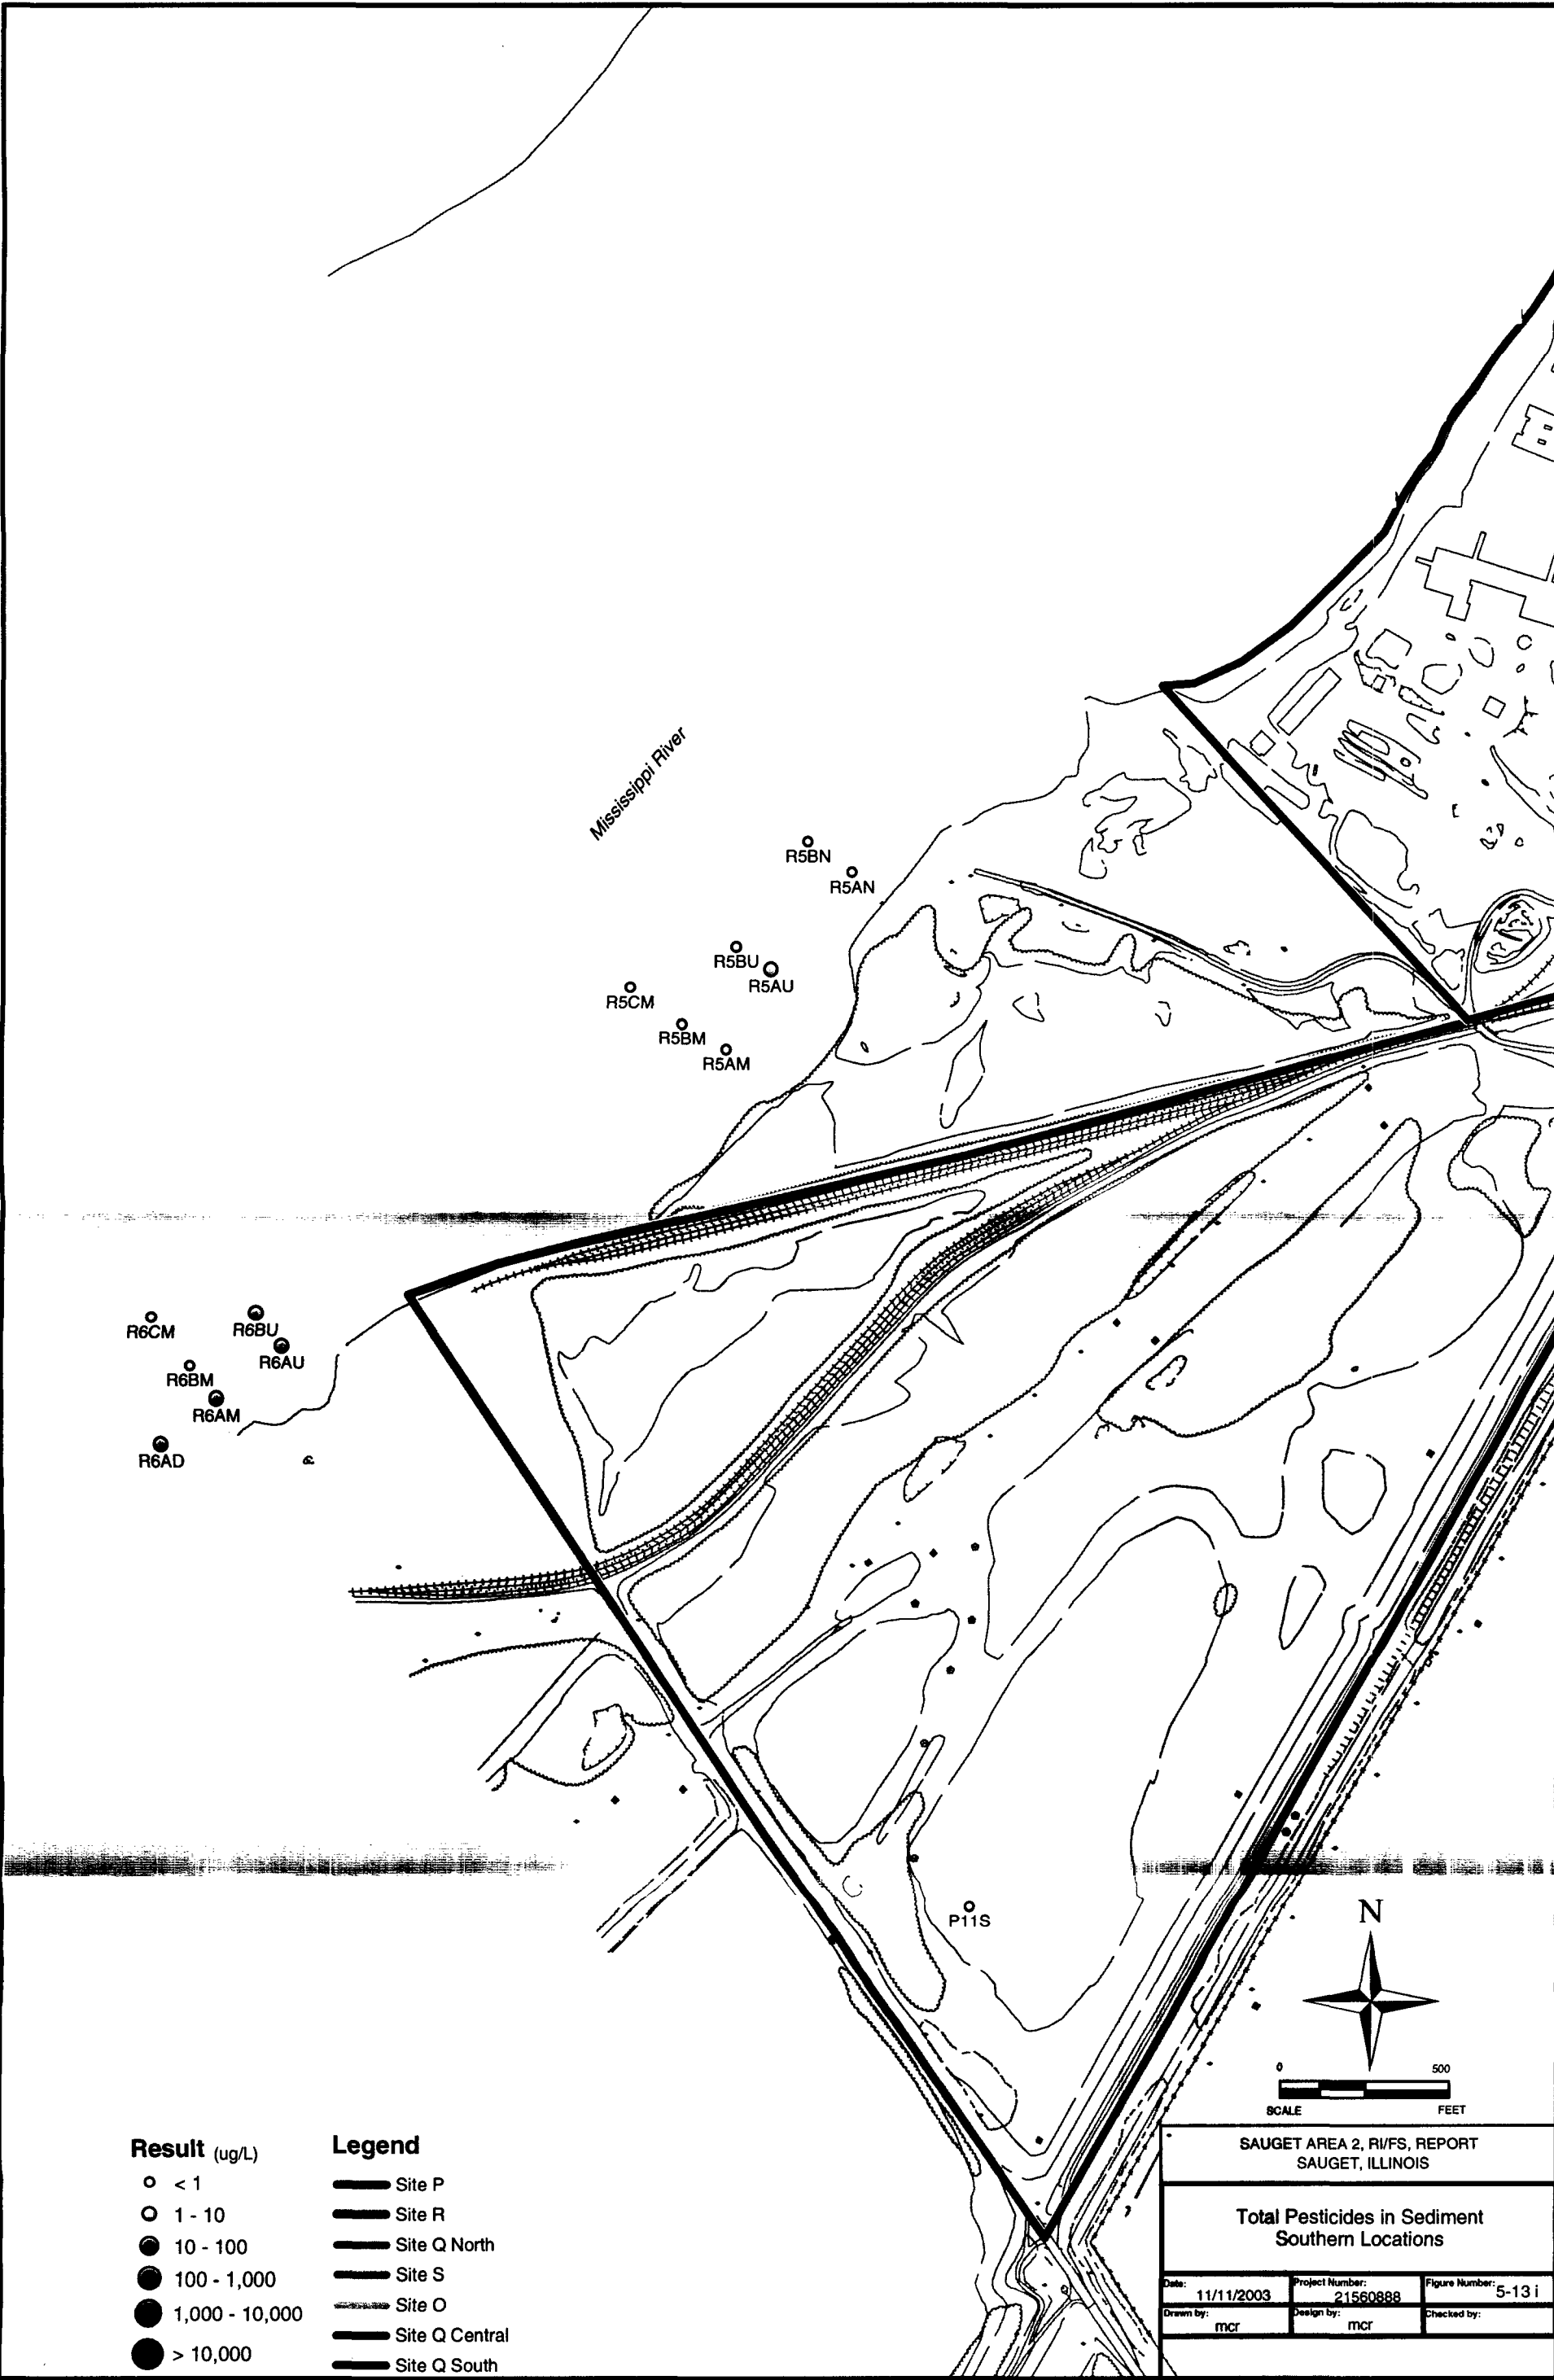 Mississippi River
R5BN
R5AN
R5BU
R5AU
R5CM
R5BM
R5AM
R6CM
R6BU
R6AU
R6BM
R6AM
R6AD
P11S
N
0 500
SCALE FEET
Result (ug/L)
< 1
1 - 10
10 - 100
100 - 1,000
1,000 - 10,000
> 10,000
Legend
Site P
Site R
Site Q North
Site S
Site O
Site Q Central
Site Q South
SAUGET AREA 2, RI/FS, REPORT
SAUGET, ILLINOIS
Total Pesticides in Sediment
Southern Locations
Date: 11/11/2003
Project Number: 21560888
Figure Number: 5-13 i
Drawn by: mcr
Design by: mcr
Checked by: